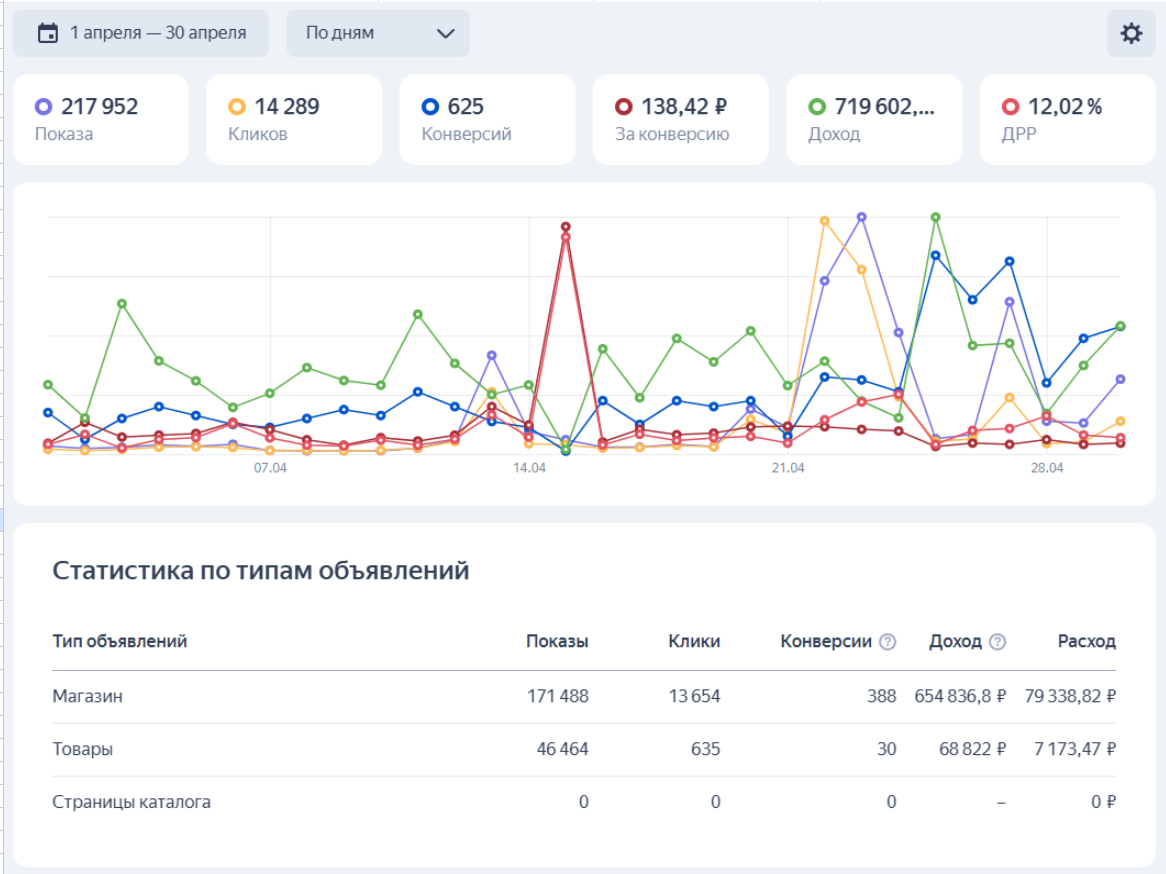 1 апреля — 30 апреля По дням
217 952 14 289 625 138,42 ₽ 719 602,... 12,02 %
Показа Кликов Конверсий За конверсию Доход ДРР
07.04 14.04 21.04 28.04
Статистика по типам объявлений
Тип объявлений Показы Клики Конверсии ? Доход ? Расход
Магазин 171 488 13 654 388 654 836,8 ₽ 79 338,82 ₽
Товары 46 464 635 30 68 822 ₽ 7 173,47 ₽
Страницы каталога 0 0 0 – 0 ₽